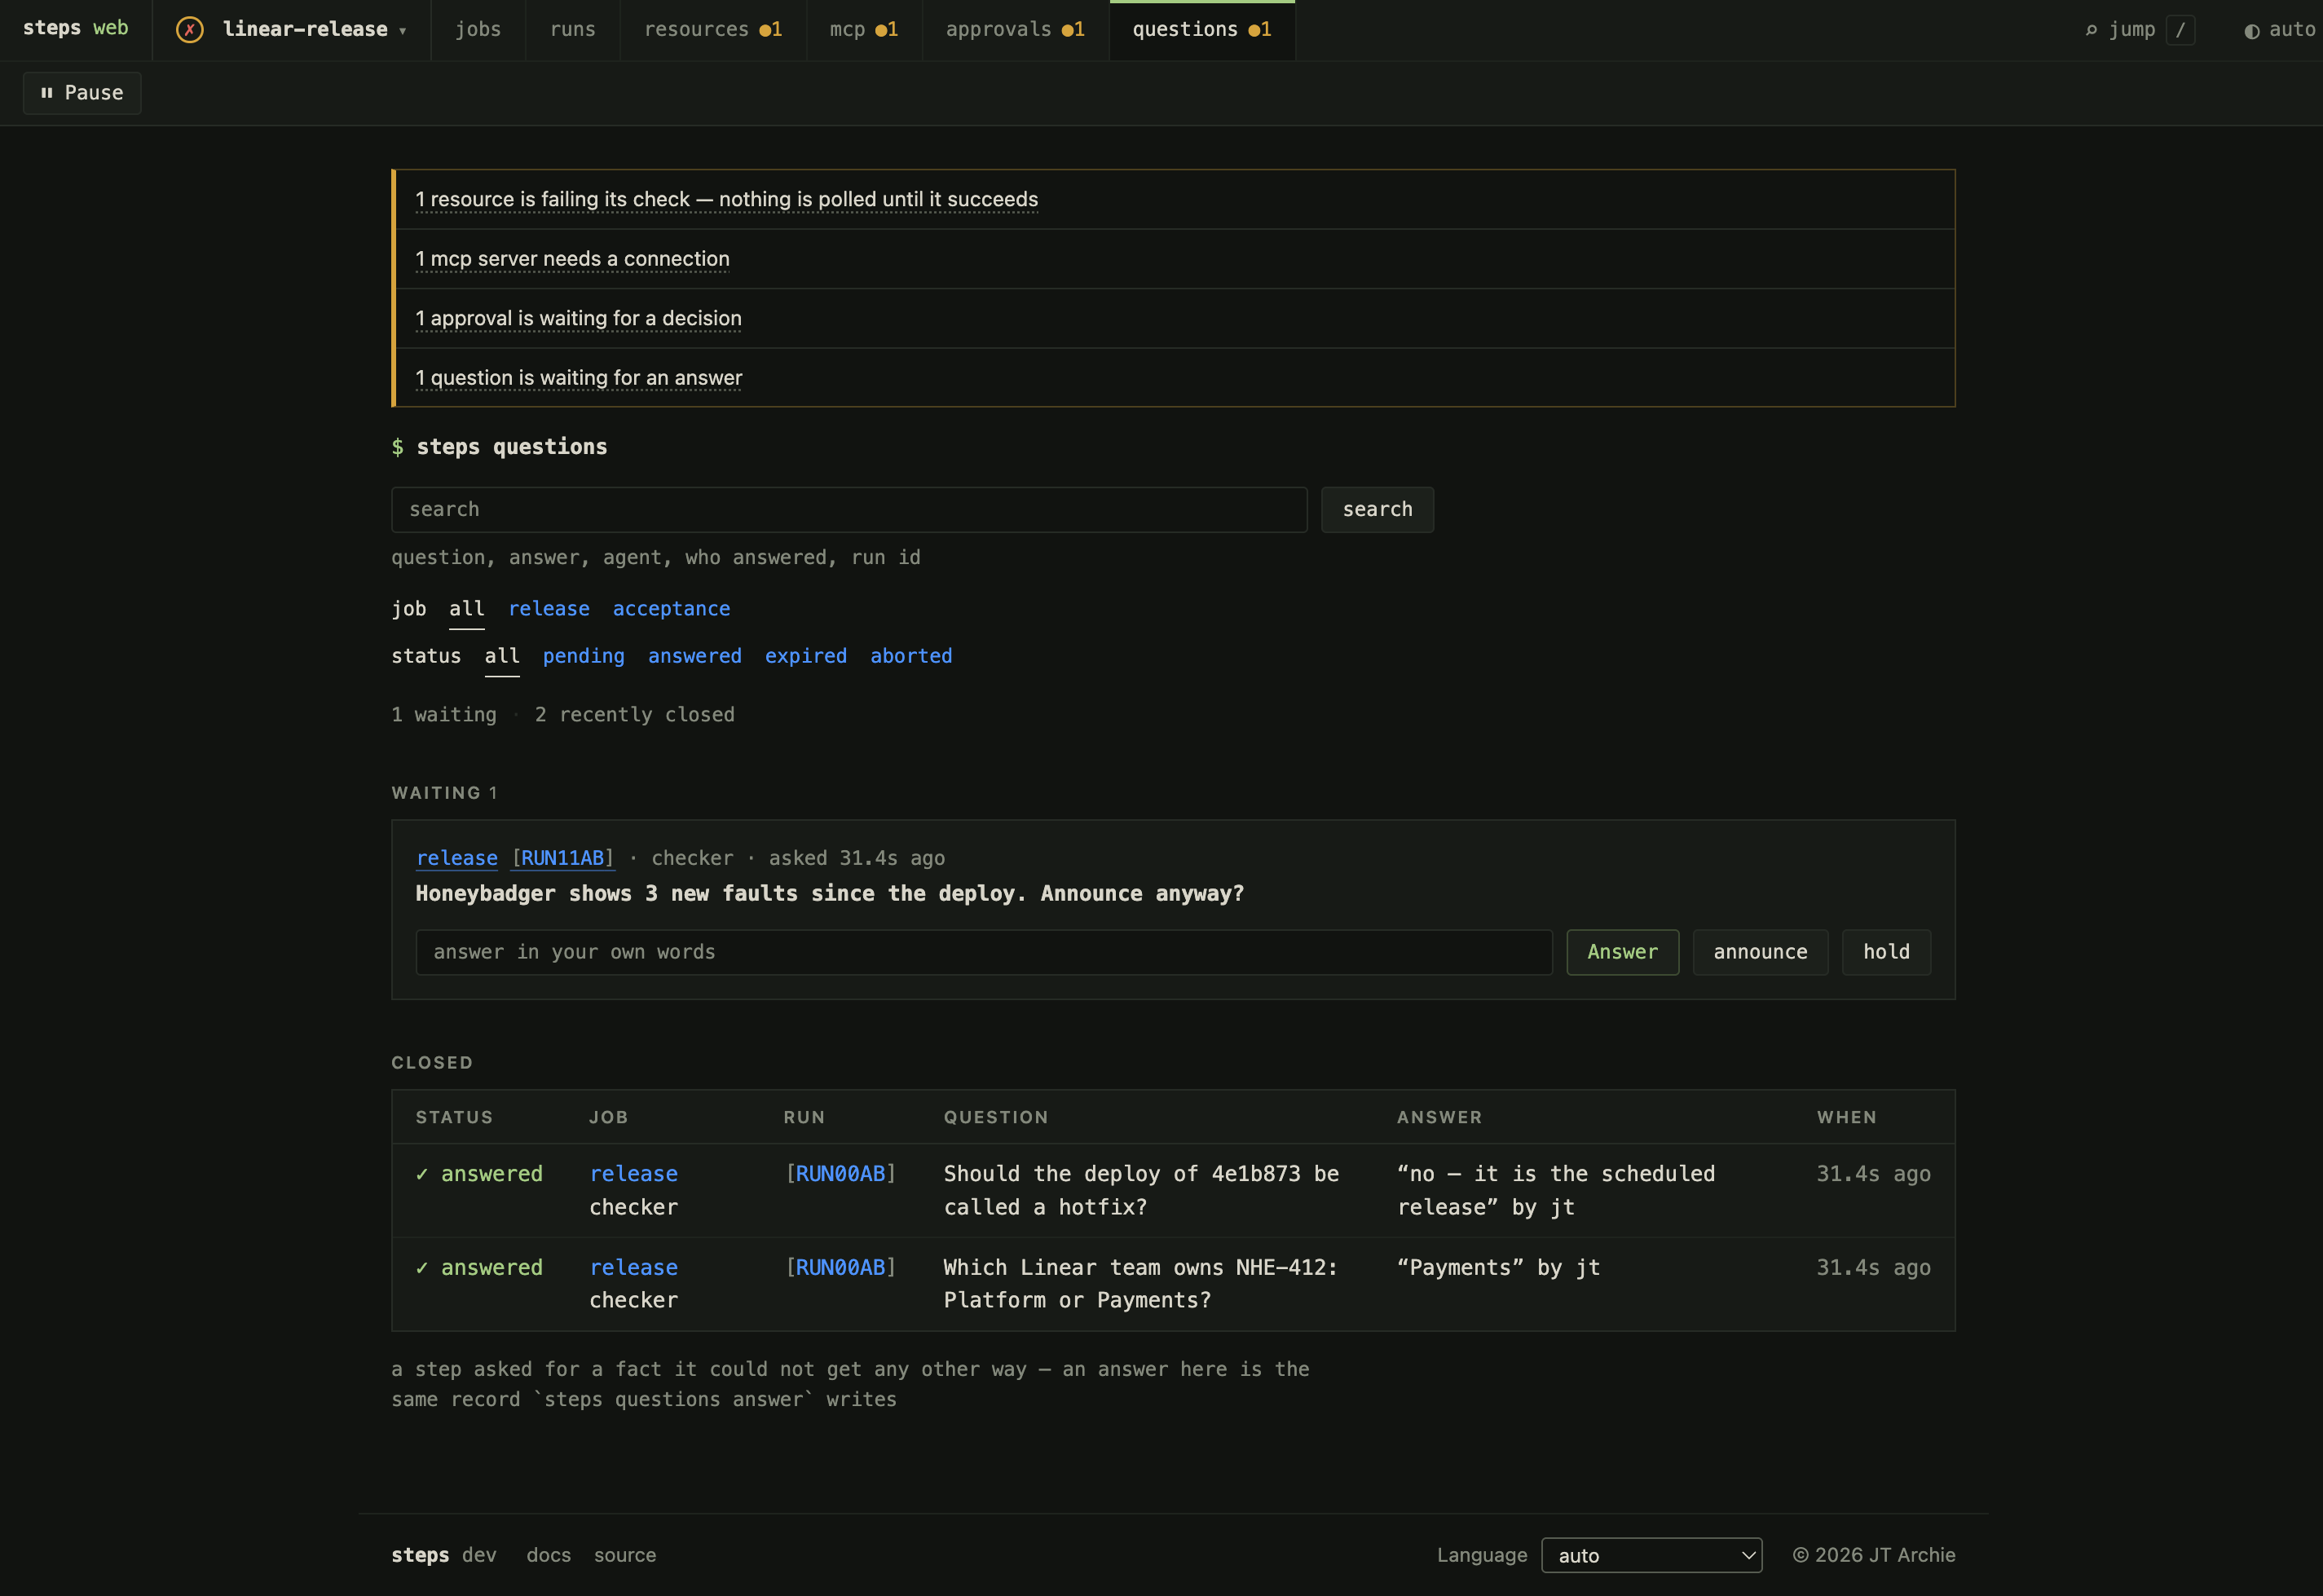 steps web
✗ linear-release ▾
jobs
runs
resources ●1
mcp ●1
approvals ●1
questions ●1
jump /
auto
Pause
1 resource is failing its check — nothing is polled until it succeeds
1 mcp server needs a connection
1 approval is waiting for a decision
1 question is waiting for an answer
$ steps questions
search
search
question, answer, agent, who answered, run id
job all release acceptance
status all pending answered expired aborted
1 waiting · 2 recently closed
WAITING 1
release [RUN11AB] · checker · asked 31.4s ago
Honeybadger shows 3 new faults since the deploy. Announce anyway?
answer in your own words
Answer
announce
hold
CLOSED
STATUS JOB RUN QUESTION ANSWER WHEN
✓ answered release [RUN00AB] Should the deploy of 4e1b873 be “no — it is the scheduled 31.4s ago
checker called a hotfix? release” by jt
✓ answered release [RUN00AB] Which Linear team owns NHE-412: “Payments” by jt 31.4s ago
checker Platform or Payments?
a step asked for a fact it could not get any other way — an answer here is the
same record `steps questions answer` writes
steps dev docs source
Language auto © 2026 JT Archie